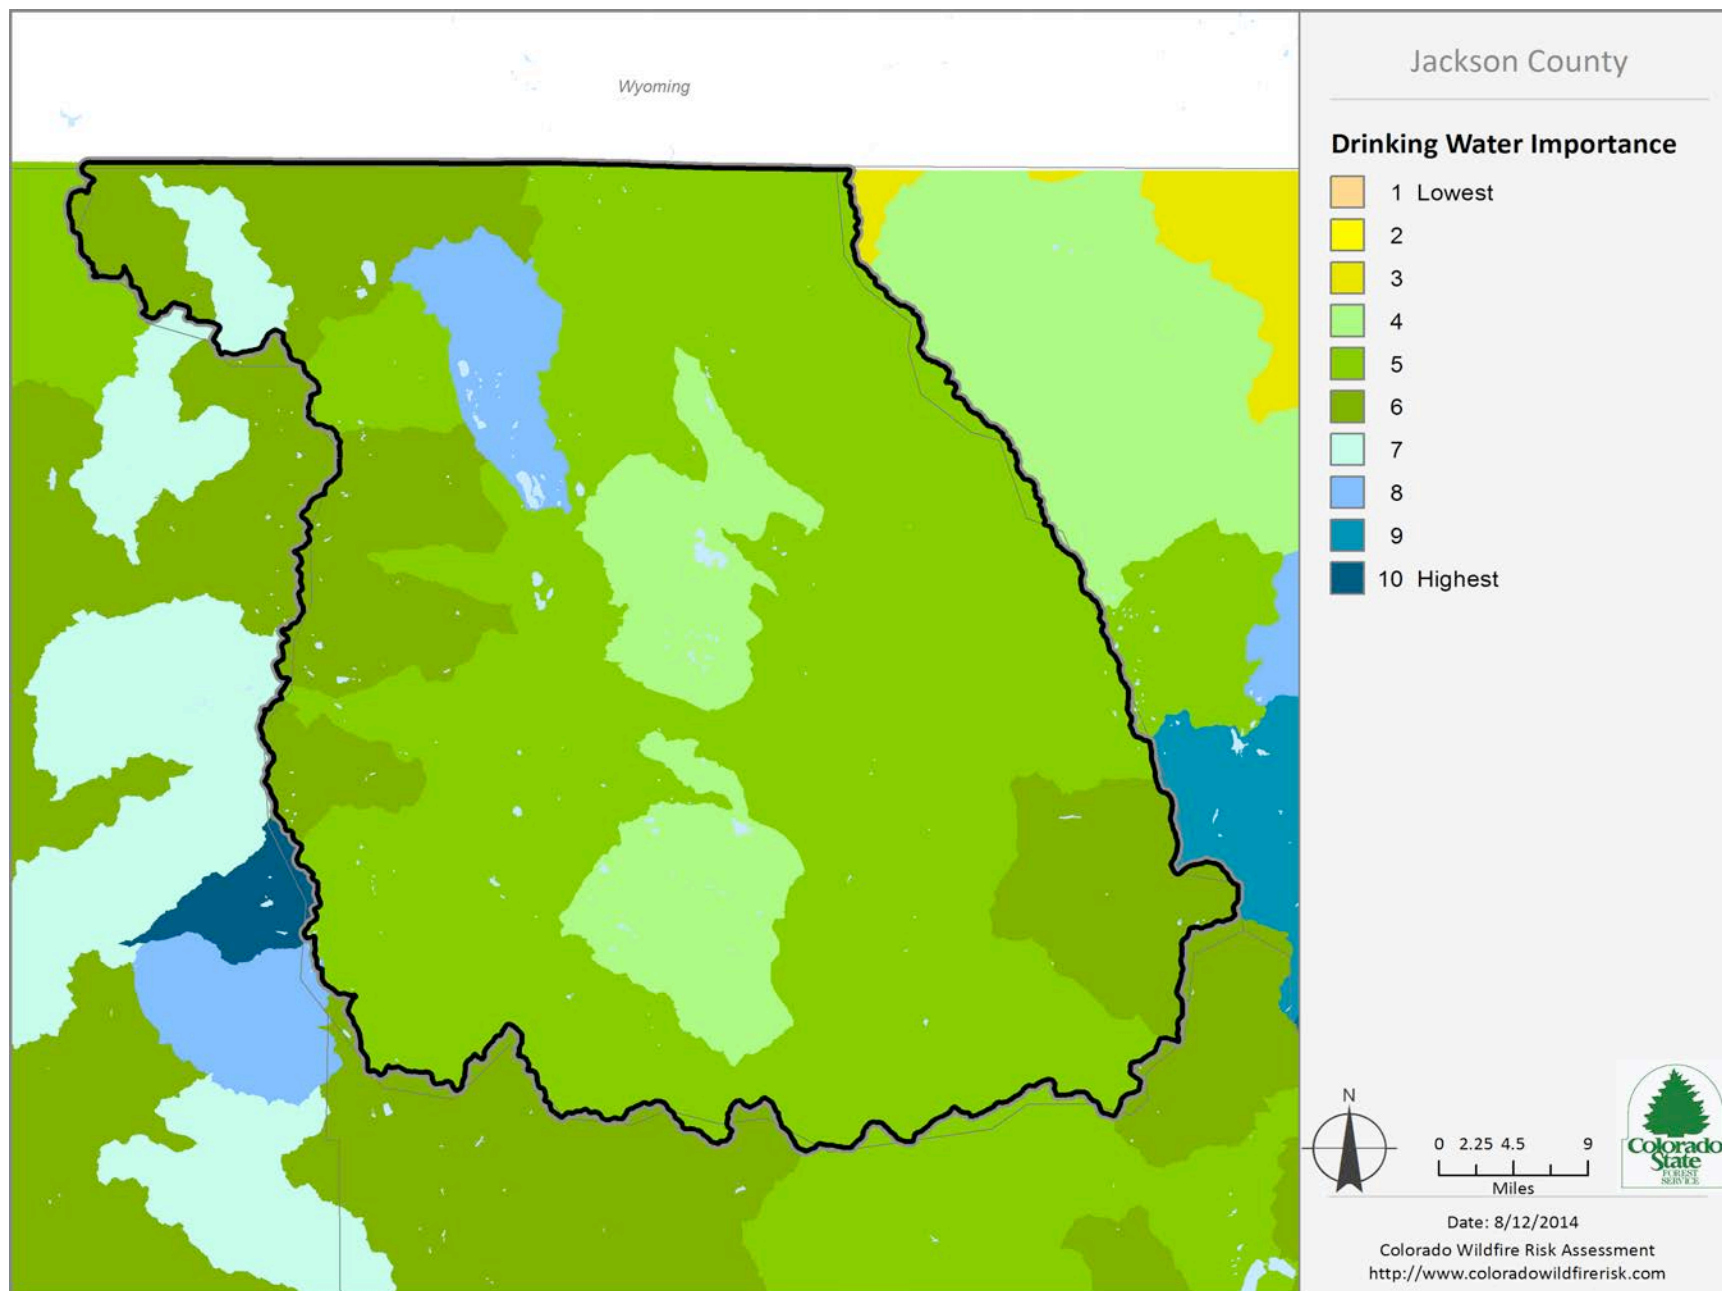 Wyoming
Jackson County
Drinking Water Importance
1 Lowest
2
3
4
5
6
7
8
9
10 Highest
N
0 2.25 4.5 9
Miles
Colorado
State
FOREST
SERVICE
Date: 8/12/2014
Colorado Wildfire Risk Assessment
http://www.coloradowildfirerisk.com